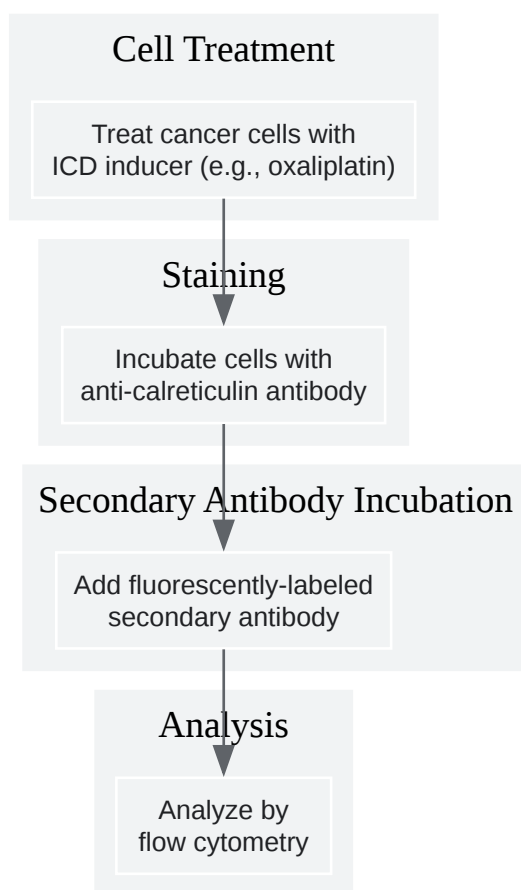 Cell Treatment
Treat cancer cells with
ICD inducer (e.g., oxaliplatin)
Staining
Incubate cells with
anti-calreticulin antibody
Secondary Antibody Incubation
Add fluorescently-labeled
secondary antibody
Analysis
Analyze by
flow cytometry